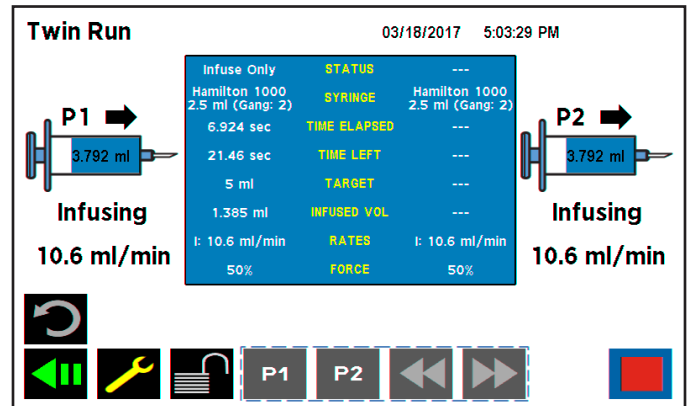 Twin Run
03/18/2017 5:03:29 PM
Infuse Only STATUS ---
Hamilton 1000 2.5 ml (Gang: 2) SYRINGE Hamilton 1000 2.5 ml (Gang: 2)
6.924 sec TIME ELAPSED ---
21.46 sec TIME LEFT ---
5 ml TARGET ---
1.385 ml INFUSED VOL ---
I: 10.6 ml/min RATES I: 10.6 ml/min
50% FORCE 50%
P1
3.792 ml
Infusing
10.6 ml/min
P2
3.792 ml
Infusing
10.6 ml/min
P1 P2